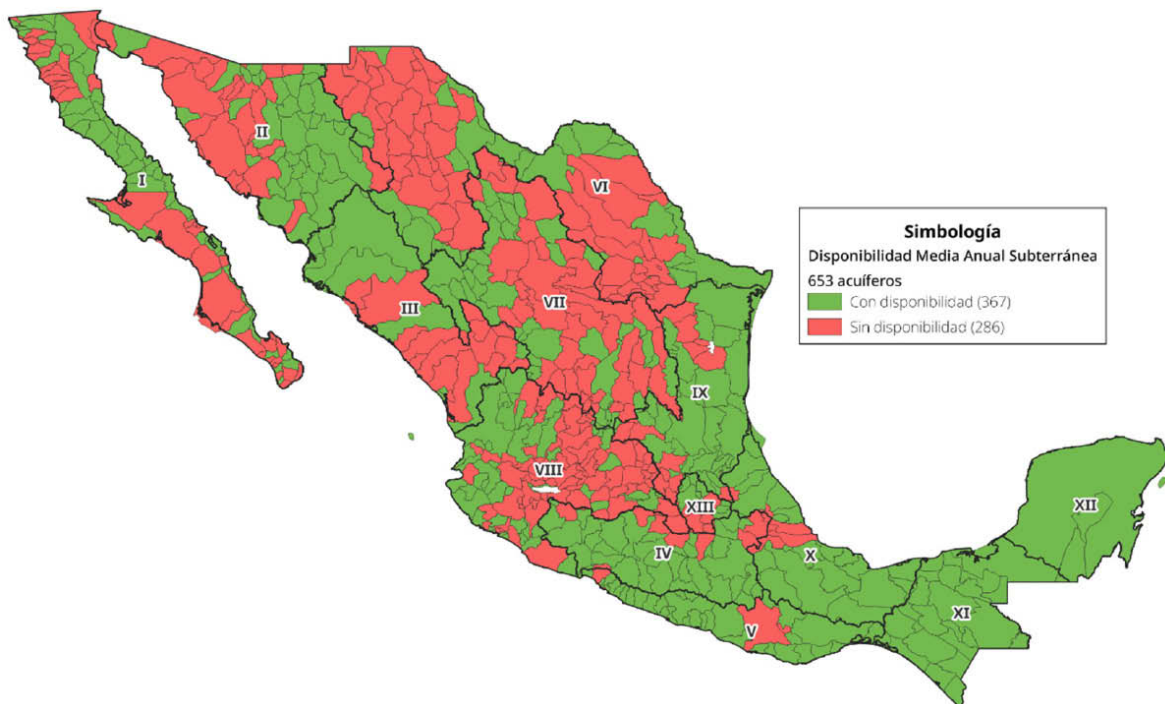 II
I
VI
Simbología
Disponibilidad Media Anual Subterránea
653 acuíferos
Con disponibilidad (367)
Sin disponibilidad (286)
III
VII
IX
VIII
XII
XIII
IV
X
XI
V